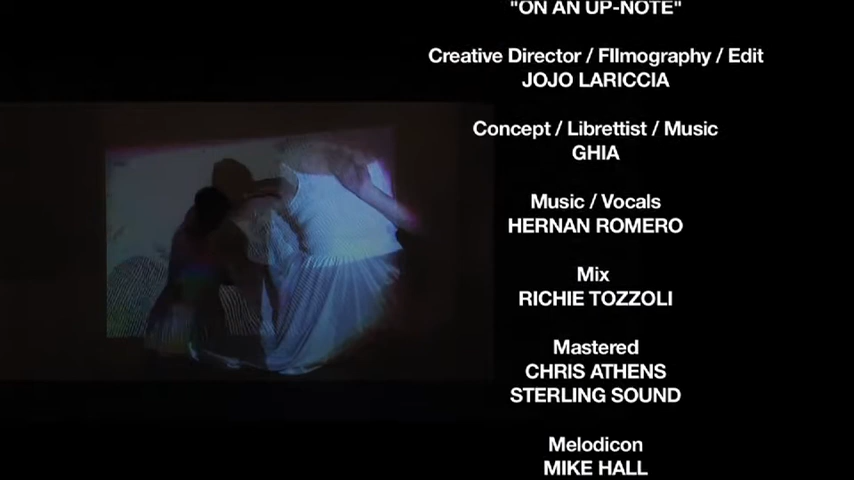 "ON AN UP-NOTE"
Creative Director / FIlmography / Edit
JOJO LARICCIA
Concept / Librettist / Music
GHIA
Music / Vocals
HERNAN ROMERO
Mix
RICHIE TOZZOLI
Mastered
CHRIS ATHENS
STERLING SOUND
Melodicon
MIKE HALL